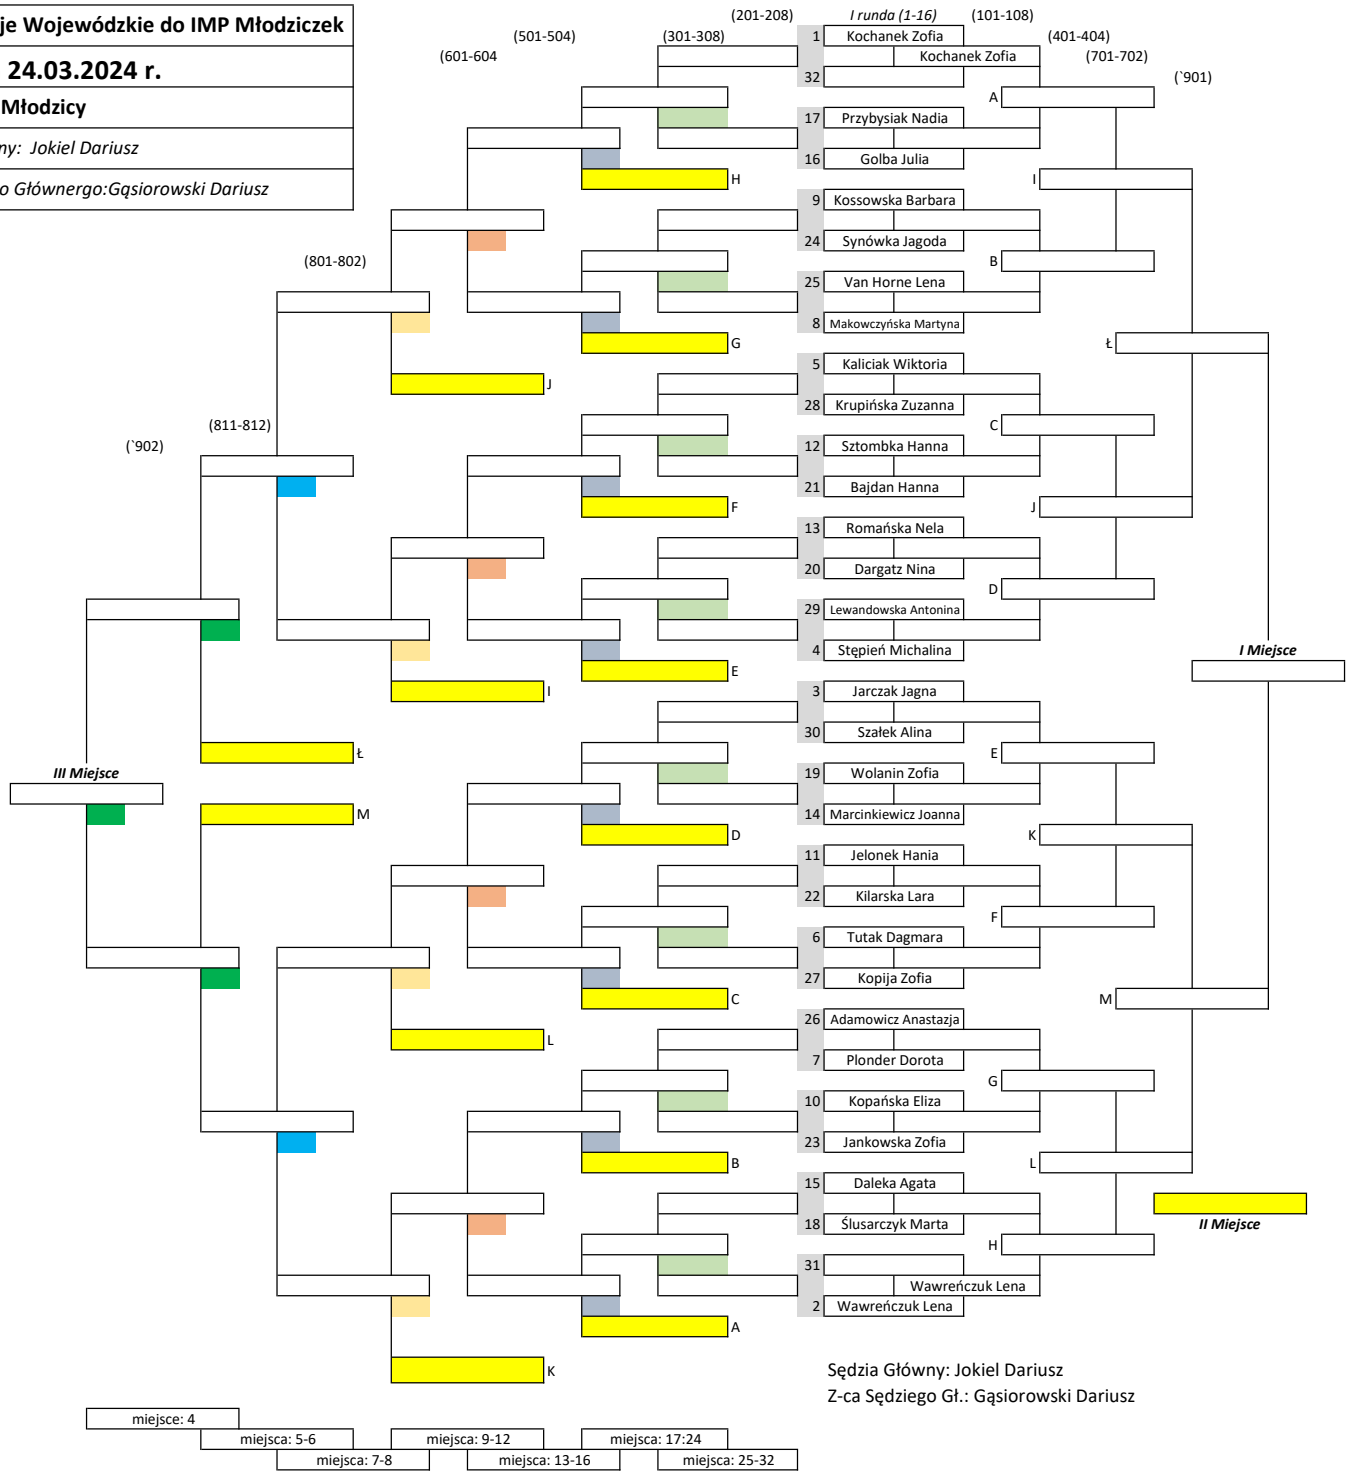 je Wojewódzkie do IMP Młodziczek
24.03.2024 r.
Młodzicy
ny: Jokiel Dariusz
o Głównergo:Gąsiorowski Dariusz
(201-208)
I runda (1-16)
(101-108)
(501-504)
(301-308)
(401-404)
(601-604
(701-702)
(`901)
1 Kochanek Zofia
Kochanek Zofia
32
A
17 Przybysiak Nadia
16 Golba Julia
H
I
9 Kossowska Barbara
24 Synówka Jagoda
(801-802)
B
25 Van Horne Lena
8 Makowczyńska Martyna
G
Ł
5 Kaliciak Wiktoria
J
28 Krupińska Zuzanna
(811-812)
C
(`902)
12 Sztombka Hanna
21 Bajdan Hanna
F
J
13 Romańska Nela
20 Dargatz Nina
D
29 Lewandowska Antonina
4 Stępień Michalina
I Miejsce
E
3 Jarczak Jagna
I
30 Szałek Alina
Ł
E
III Miejsce
19 Wolanin Zofia
14 Marcinkiewicz Joanna
M
D
K
11 Jelonek Hania
22 Kilarska Lara
F
6 Tutak Dagmara
27 Kopija Zofia
C
M
26 Adamowicz Anastazja
L
7 Plonder Dorota
G
10 Kopańska Eliza
23 Jankowska Zofia
B
L
15 Daleka Agata
18 Ślusarczyk Marta
II Miejsce
H
31
Wawreńczuk Lena
2 Wawreńczuk Lena
A
K
Sędzia Główny: Jokiel Dariusz
Z-ca Sędziego Gł.: Gąsiorowski Dariusz
miejsce: 4
miejsca: 5-6
miejsca: 9-12
miejsca: 17:24
miejsca: 7-8
miejsca: 13-16
miejsca: 25-32